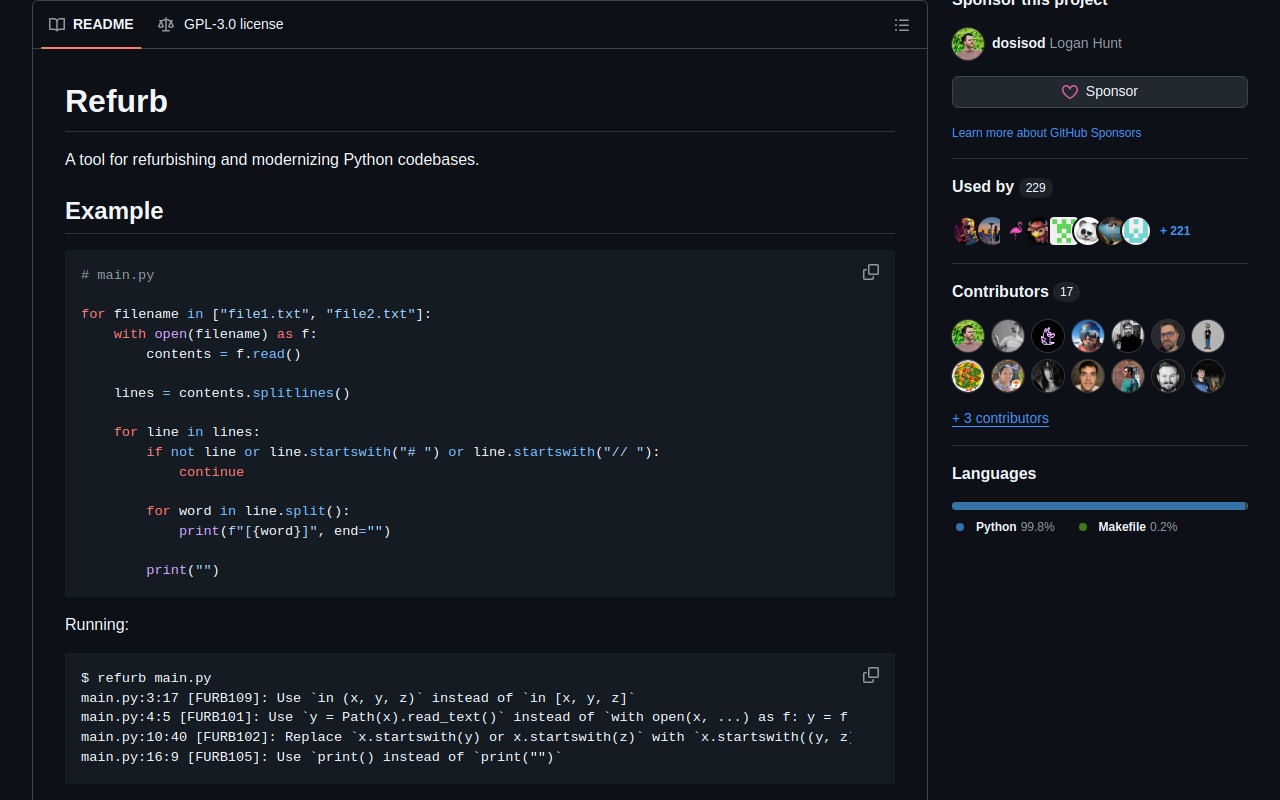 README
GPL-3.0 license
Refurb
A tool for refurbishing and modernizing Python codebases.
Example
# main.py
for filename in ["file1.txt", "file2.txt"]:
with open(filename) as f:
contents = f.read()
lines = contents.splitlines()
for line in lines:
if not line or line.startswith("# ") or line.startswith("// "):
continue
for word in line.split():
print(f"[{word}]", end="")
print("")
Running:
$ refurb main.py
main.py:3:17 [FURB109]: Use `in (x, y, z)` instead of `in [x, y, z]`
main.py:4:5 [FURB101]: Use `y = Path(x).read_text()` instead of `with open(x, ...) as f: y = f
main.py:10:40 [FURB102]: Replace `x.startswith(y) or x.startswith(z)` with `x.startswith((y, z)
main.py:16:9 [FURB105]: Use `print() instead of `print("")`
Sponsor this project
dosisod Logan Hunt
Sponsor
Learn more about GitHub Sponsors
Used by 229
+ 221
Contributors 17
+ 3 contributors
Languages
Python 99.8%
Makefile 0.2%